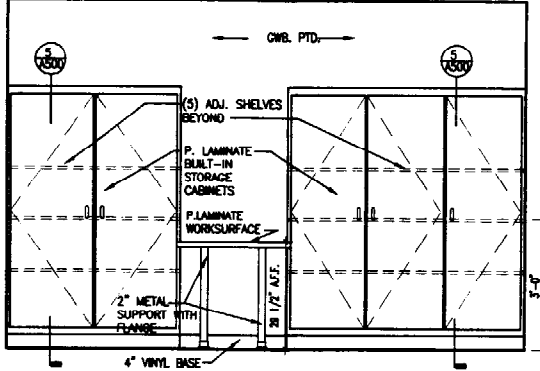 GWB. PTD.
5
A500
5
A500
(5) ADJ. SHELVES
BEYOND
P. LAMINATE
BUILT-IN
STORAGE
CABINETS
P.LAMINATE
WORKSURFACE
2" METAL
SUPPORT WITH
FLANGE
28 1/2" A.F.F.
3'-0"
4" VINYL BASE